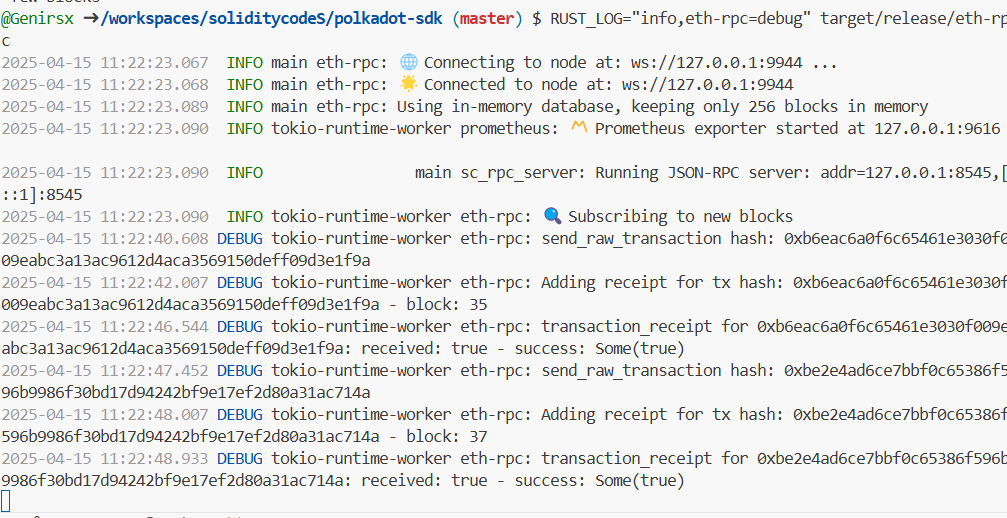 @Genirsx ➜/workspaces/soliditycodeS/polkadot-sdk (master) $ RUST_LOG="info,eth-rpc=debug" target/release/eth-rp
c
2025-04-15 11:22:23.067  INFO main eth-rpc: 🌐 Connecting to node at: ws://127.0.0.1:9944 ...
2025-04-15 11:22:23.068  INFO main eth-rpc: 🌟 Connected to node at: ws://127.0.0.1:9944
2025-04-15 11:22:23.089  INFO main eth-rpc: Using in-memory database, keeping only 256 blocks in memory
2025-04-15 11:22:23.090  INFO tokio-runtime-worker prometheus: 〽️ Prometheus exporter started at 127.0.0.1:9616
2025-04-15 11:22:23.090  INFO                 main sc_rpc_server: Running JSON-RPC server: addr=127.0.0.1:8545,[
::1]:8545
2025-04-15 11:22:23.090  INFO tokio-runtime-worker eth-rpc: 🔍 Subscribing to new blocks
2025-04-15 11:22:40.608 DEBUG tokio-runtime-worker eth-rpc: send_raw_transaction hash: 0xb6eac6a0f6c65461e3030f0
09eabc3a13ac9612d4aca3569150deff09d3e1f9a
2025-04-15 11:22:42.007 DEBUG tokio-runtime-worker eth-rpc: Adding receipt for tx hash: 0xb6eac6a0f6c65461e3030f
009eabc3a13ac9612d4aca3569150deff09d3e1f9a - block: 35
2025-04-15 11:22:46.544 DEBUG tokio-runtime-worker eth-rpc: transaction_receipt for 0xb6eac6a0f6c65461e3030f009e
abc3a13ac9612d4aca3569150deff09d3e1f9a: received: true - success: Some(true)
2025-04-15 11:22:47.452 DEBUG tokio-runtime-worker eth-rpc: send_raw_transaction hash: 0xbe2e4ad6ce7bbf0c65386f5
96b9986f30bd17d94242bf9e17ef2d80a31ac714a
2025-04-15 11:22:48.007 DEBUG tokio-runtime-worker eth-rpc: Adding receipt for tx hash: 0xbe2e4ad6ce7bbf0c65386f
596b9986f30bd17d94242bf9e17ef2d80a31ac714a - block: 37
2025-04-15 11:22:48.933 DEBUG tokio-runtime-worker eth-rpc: transaction_receipt for 0xbe2e4ad6ce7bbf0c65386f596b
9986f30bd17d94242bf9e17ef2d80a31ac714a: received: true - success: Some(true)